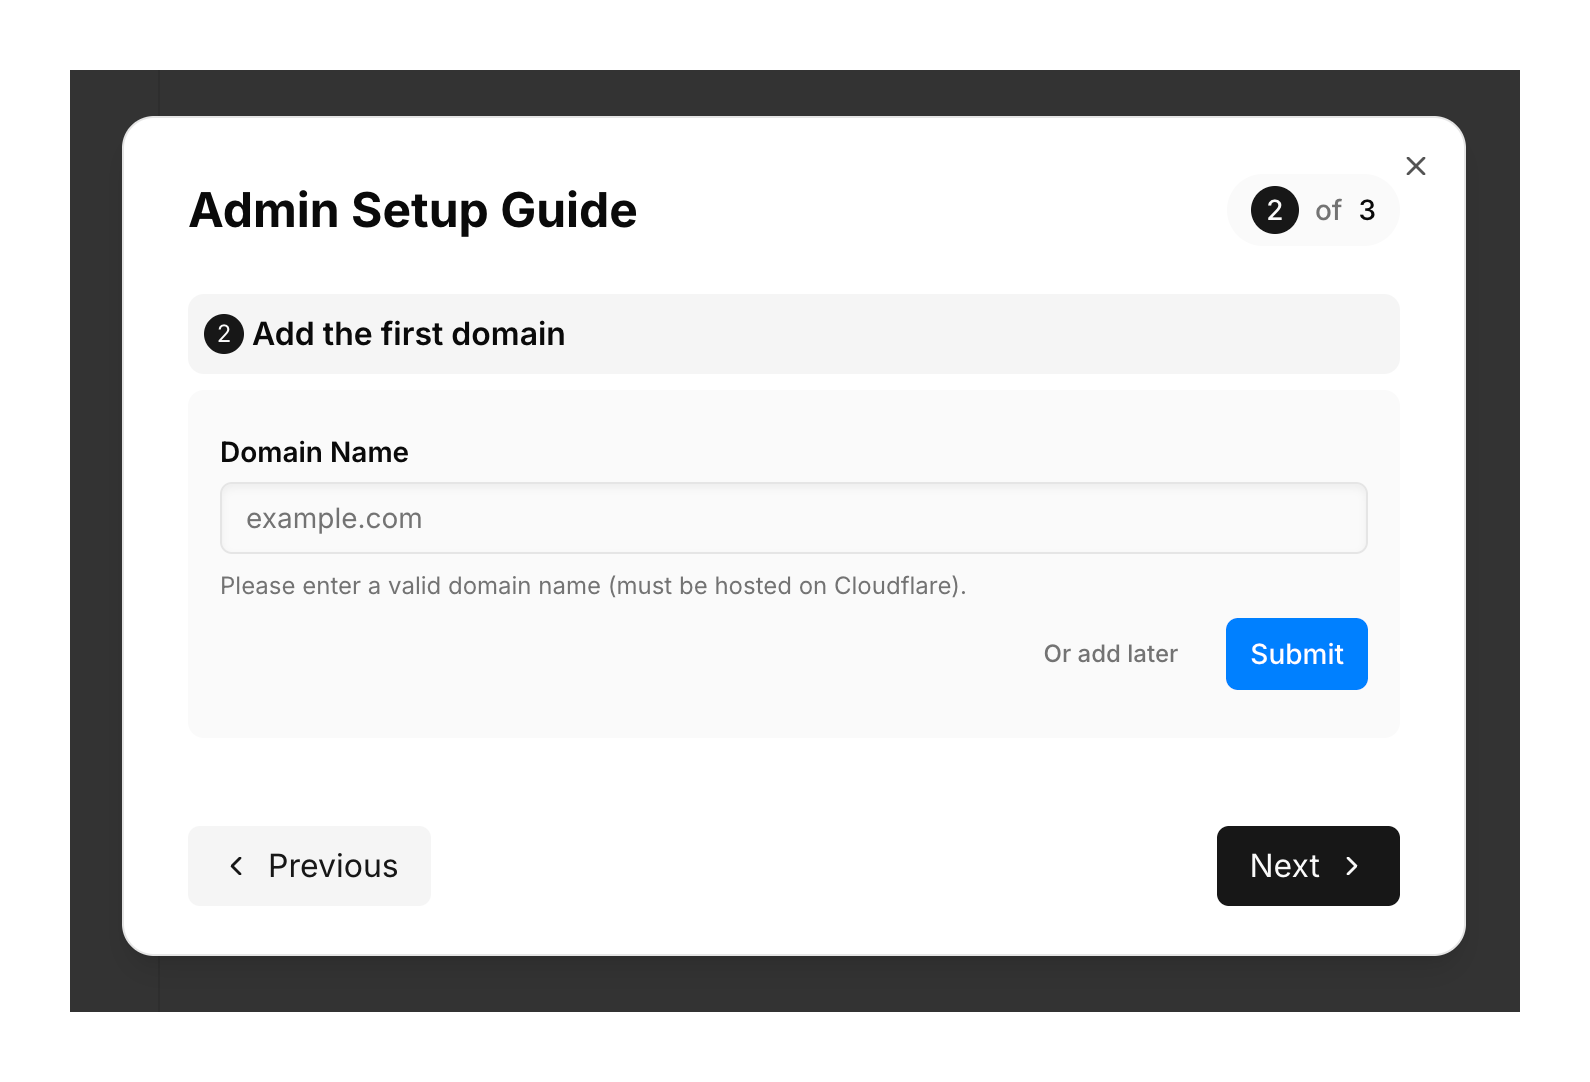 Admin Setup Guide
2 of 3
2 Add the first domain
Domain Name
example.com
Please enter a valid domain name (must be hosted on Cloudflare).
Or add later
Submit
Previous
Next